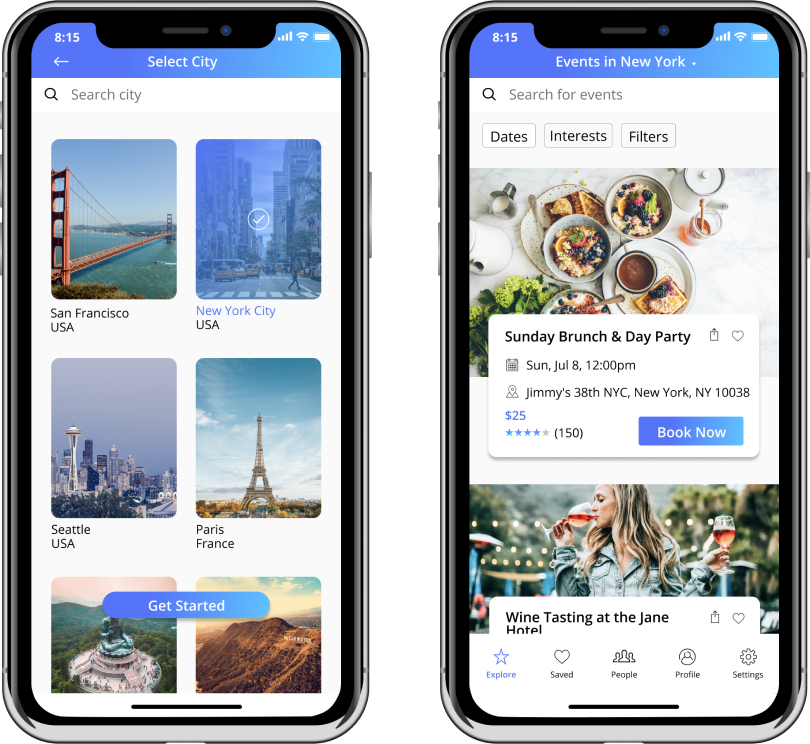 8:15
Select City
Search city
San Francisco
USA
New York City
USA
Seattle
USA
Paris
France
HOLLYWOOD
Get Started
8:15
Events in New York
Search for events
Dates
Interests
Filters
Sunday Brunch & Day Party
Sun, Jul 8, 12:00pm
Jimmy's 38th NYC, New York, NY 10038
$25
(150)
Book Now
Wine Tasting at the Jane
Hotel
Explore
Saved
People
Profile
Settings